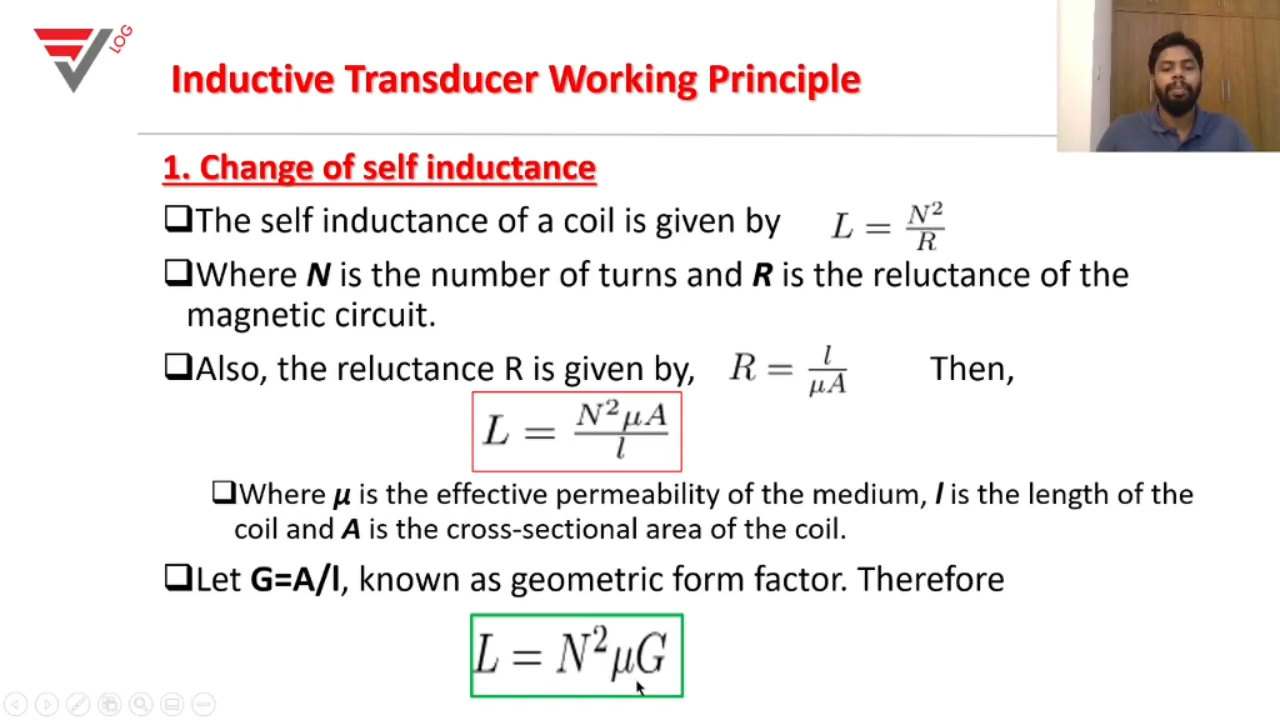 LOG
Inductive Transducer Working Principle
1. Change of self inductance
❑The self inductance of a coil is given by L = N²/R
❑Where N is the number of turns and R is the reluctance of the
magnetic circuit.
❑Also, the reluctance R is given by, R = l/μA Then,
L = N²μA/l
❑Where μ is the effective permeability of the medium, l is the length of the
coil and A is the cross-sectional area of the coil.
❑Let G=A/l, known as geometric form factor. Therefore
L = N²μG